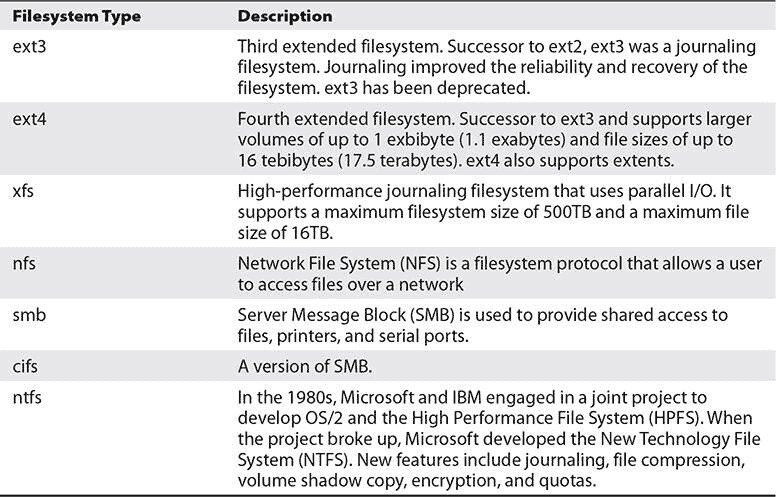 Filesystem Type Description
ext3 Third extended filesystem. Successor to ext2, ext3 was a journaling
filesystem. Journaling improved the reliability and recovery of the
filesystem. ext3 has been deprecated.
ext4 Fourth extended filesystem. Successor to ext3 and supports larger
volumes of up to 1 exbibyte (1.1 exabytes) and file sizes of up to
16 tebibytes (17.5 terabytes). ext4 also supports extents.
xfs High-performance journaling filesystem that uses parallel I/O. It
supports a maximum filesystem size of 500TB and a maximum file
size of 16TB.
nfs Network File System (NFS) is a filesystem protocol that allows a user
to access files over a network
smb Server Message Block (SMB) is used to provide shared access to
files, printers, and serial ports.
cifs A version of SMB.
ntfs In the 1980s, Microsoft and IBM engaged in a joint project to
develop OS/2 and the High Performance File System (HPFS). When
the project broke up, Microsoft developed the New Technology File
System (NTFS). New features include journaling, file compression,
volume shadow copy, encryption, and quotas.